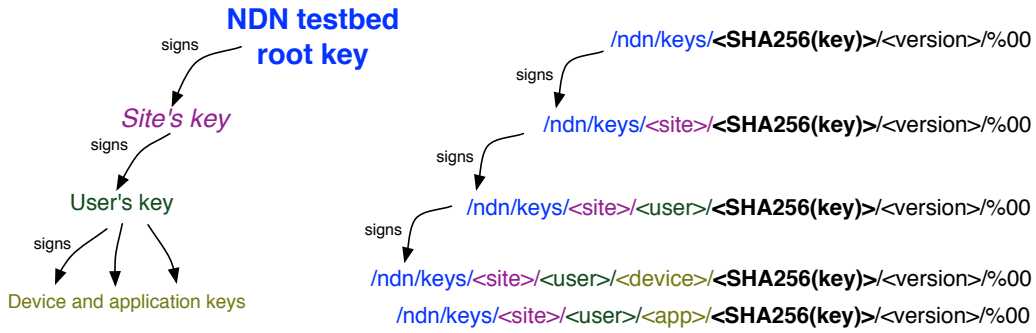 NDN testbed
root key
signs
Site's key
signs
User's key
signs
Device and application keys
/ndn/keys/<SHA256(key)>/<version>/%00
signs
/ndn/keys/<site>/<SHA256(key)>/<version>/%00
signs
/ndn/keys/<site>/<user>/<SHA256(key)>/<version>/%00
signs
/ndn/keys/<site>/<user>/<device>/<SHA256(key)>/<version>/%00
/ndn/keys/<site>/<user>/<app>/<SHA256(key)>/<version>/%00